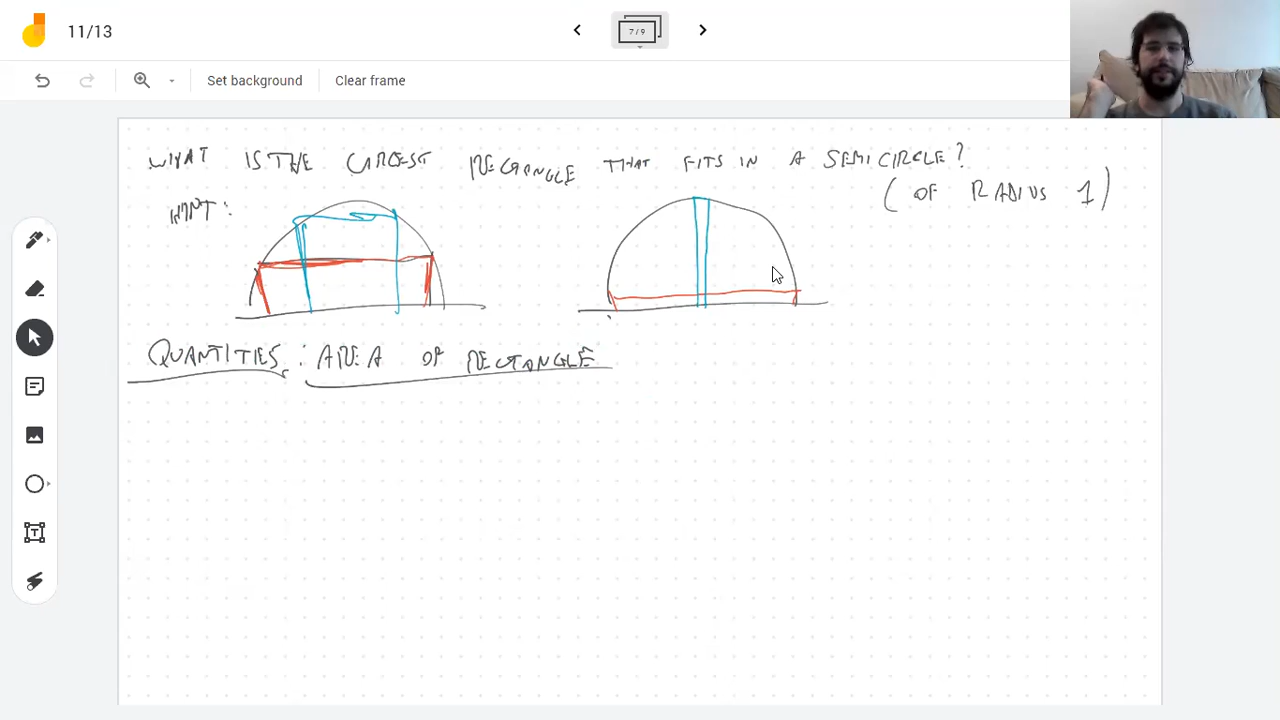 11/13
7 / 9
Set background
Clear frame
WHAT IS THE LARGEST RECTANGLE THAT FITS IN A SEMICIRCLE?
(OF RADIUS 1)
HINT:
QUANTITIES: AREA OF RECTANGLE